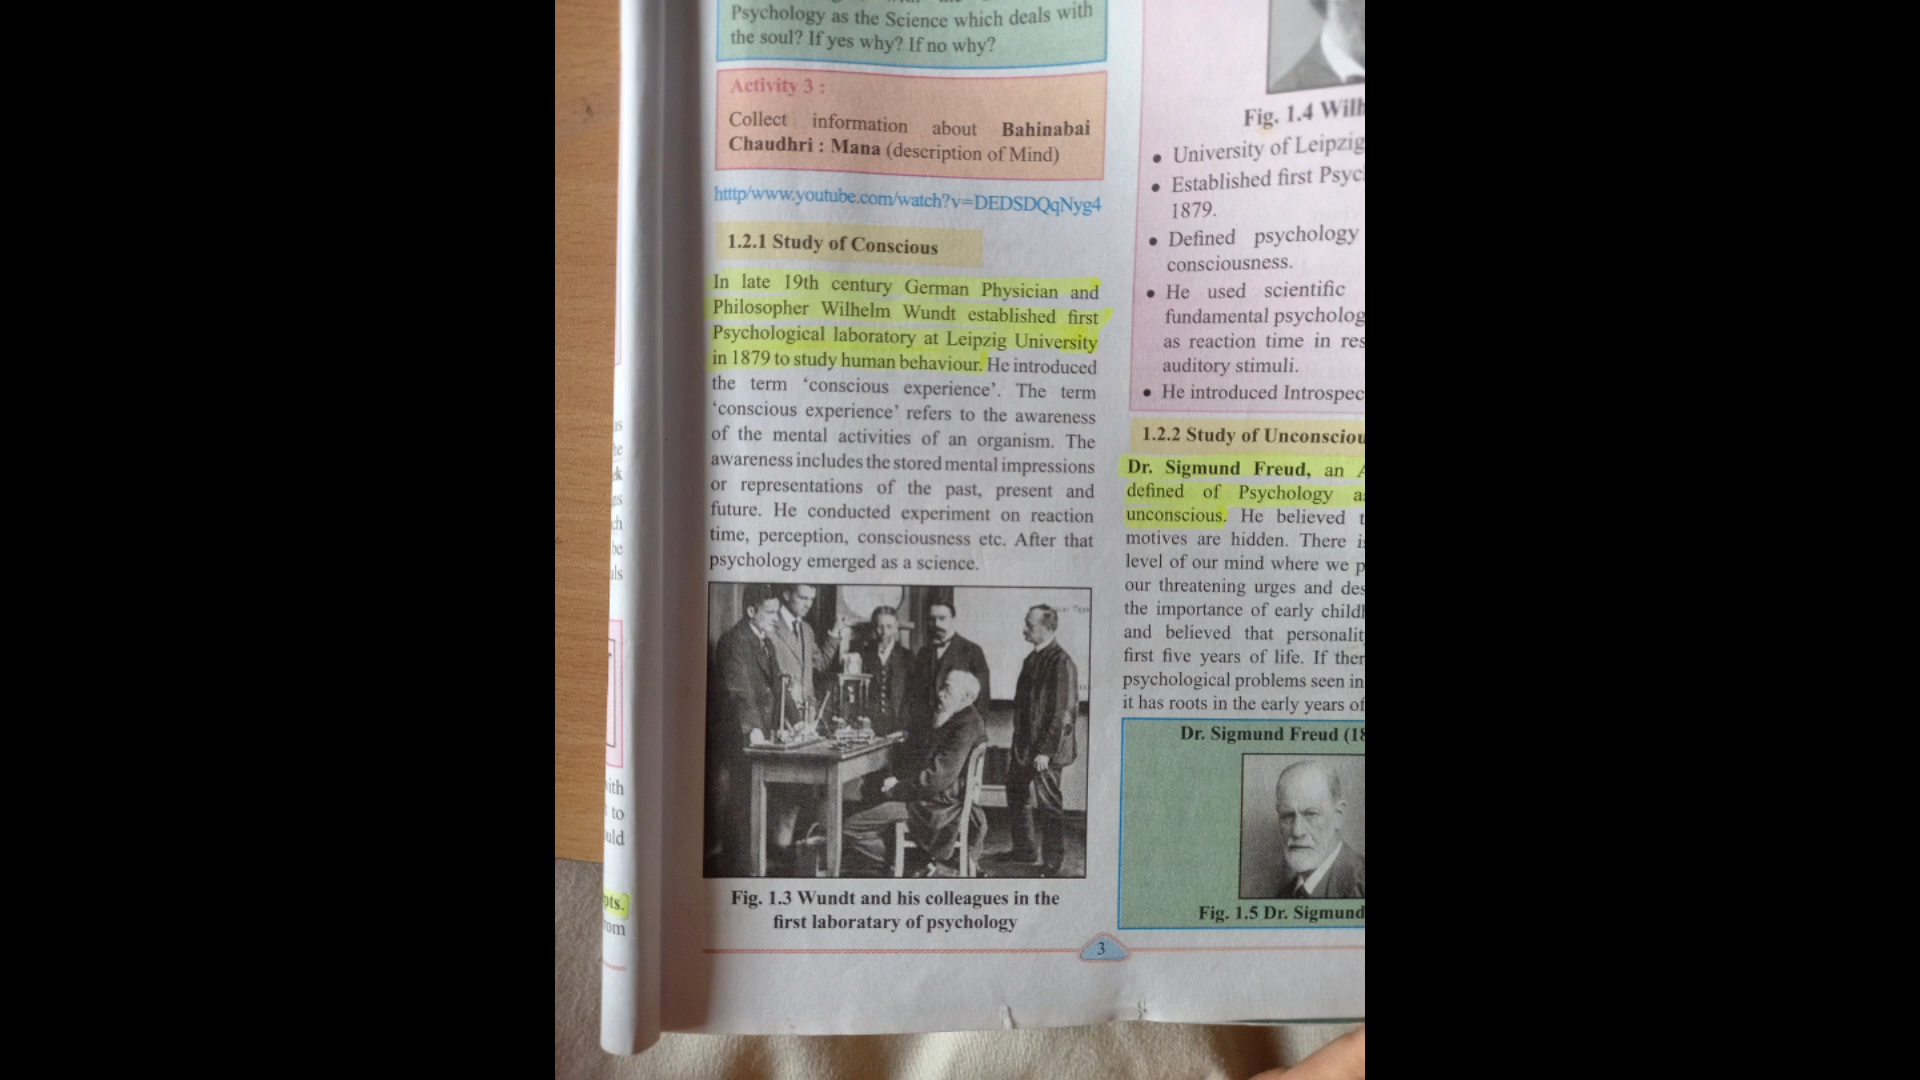 Psychology as the Science which deals with
the soul? If yes why? If no why?
Activity 3 :
Collect information about Bahinabai
Chaudhri : Mana (description of Mind)
htttp/www.youtube.com/watch?v=DEDSDQqNyg4
1.2.1 Study of Conscious
In late 19th century German Physician and
Philosopher Wilhelm Wundt established first
Psychological laboratory at Leipzig University
in 1879 to study human behaviour. He introduced
the term ‘conscious experience’. The term
‘conscious experience’ refers to the awareness
of the mental activities of an organism. The
awareness includes the stored mental impressions
or representations of the past, present and
future. He conducted experiment on reaction
time, perception, consciousness etc. After that
psychology emerged as a science.
Fig. 1.3 Wundt and his colleagues in the
first laboratary of psychology
Fig. 1.4
• University of Leipzig
• Established first
1879.
• Defined psychology
consciousness.
• He used scientific
fundamental
as reaction time in
auditory stimuli.
• He introduced
1.2.2 Study of
Dr. Sigmund Freud, an
defined of Psychology
unconscious. He believed
motives are hidden. There
level of our mind where we
our threatening urges and
the importance of early
and believed that
first five years of life. If
psychological problems seen in
it has roots in the early years of
Dr. Sigmund Freud
Fig. 1.5 Dr. Sigmund
3
to